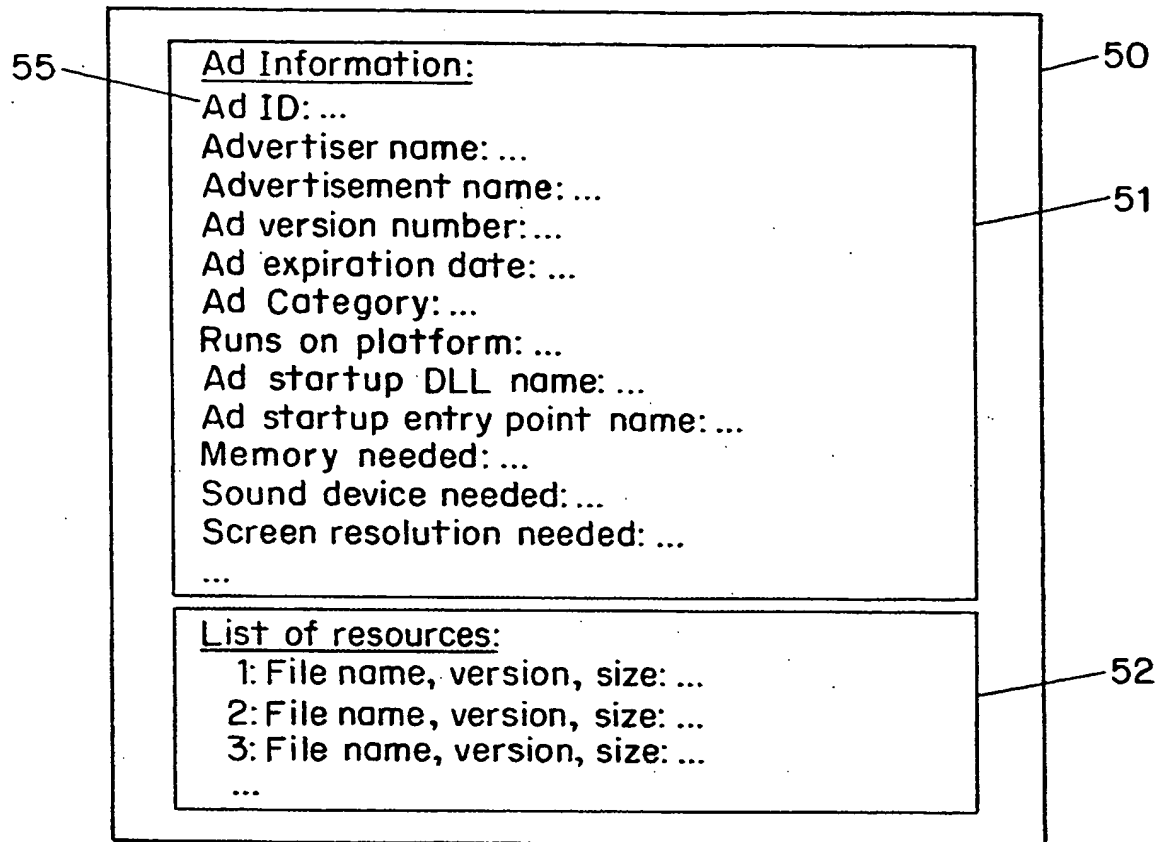 55
50
Ad Information:
Ad ID: ...
Advertiser name: ...
Advertisement name: ...
51
Ad version number: ...
Ad expiration date: ...
Ad Category: ...
Runs on platform: ...
Ad startup DLL name: ...
Ad startup entry point name: ...
Memory needed: ...
Sound device needed: ...
Screen resolution needed: ...
...
List of resources:
1: File name, version, size: ...
52
2: File name, version, size: ...
3: File name, version, size: ...
...